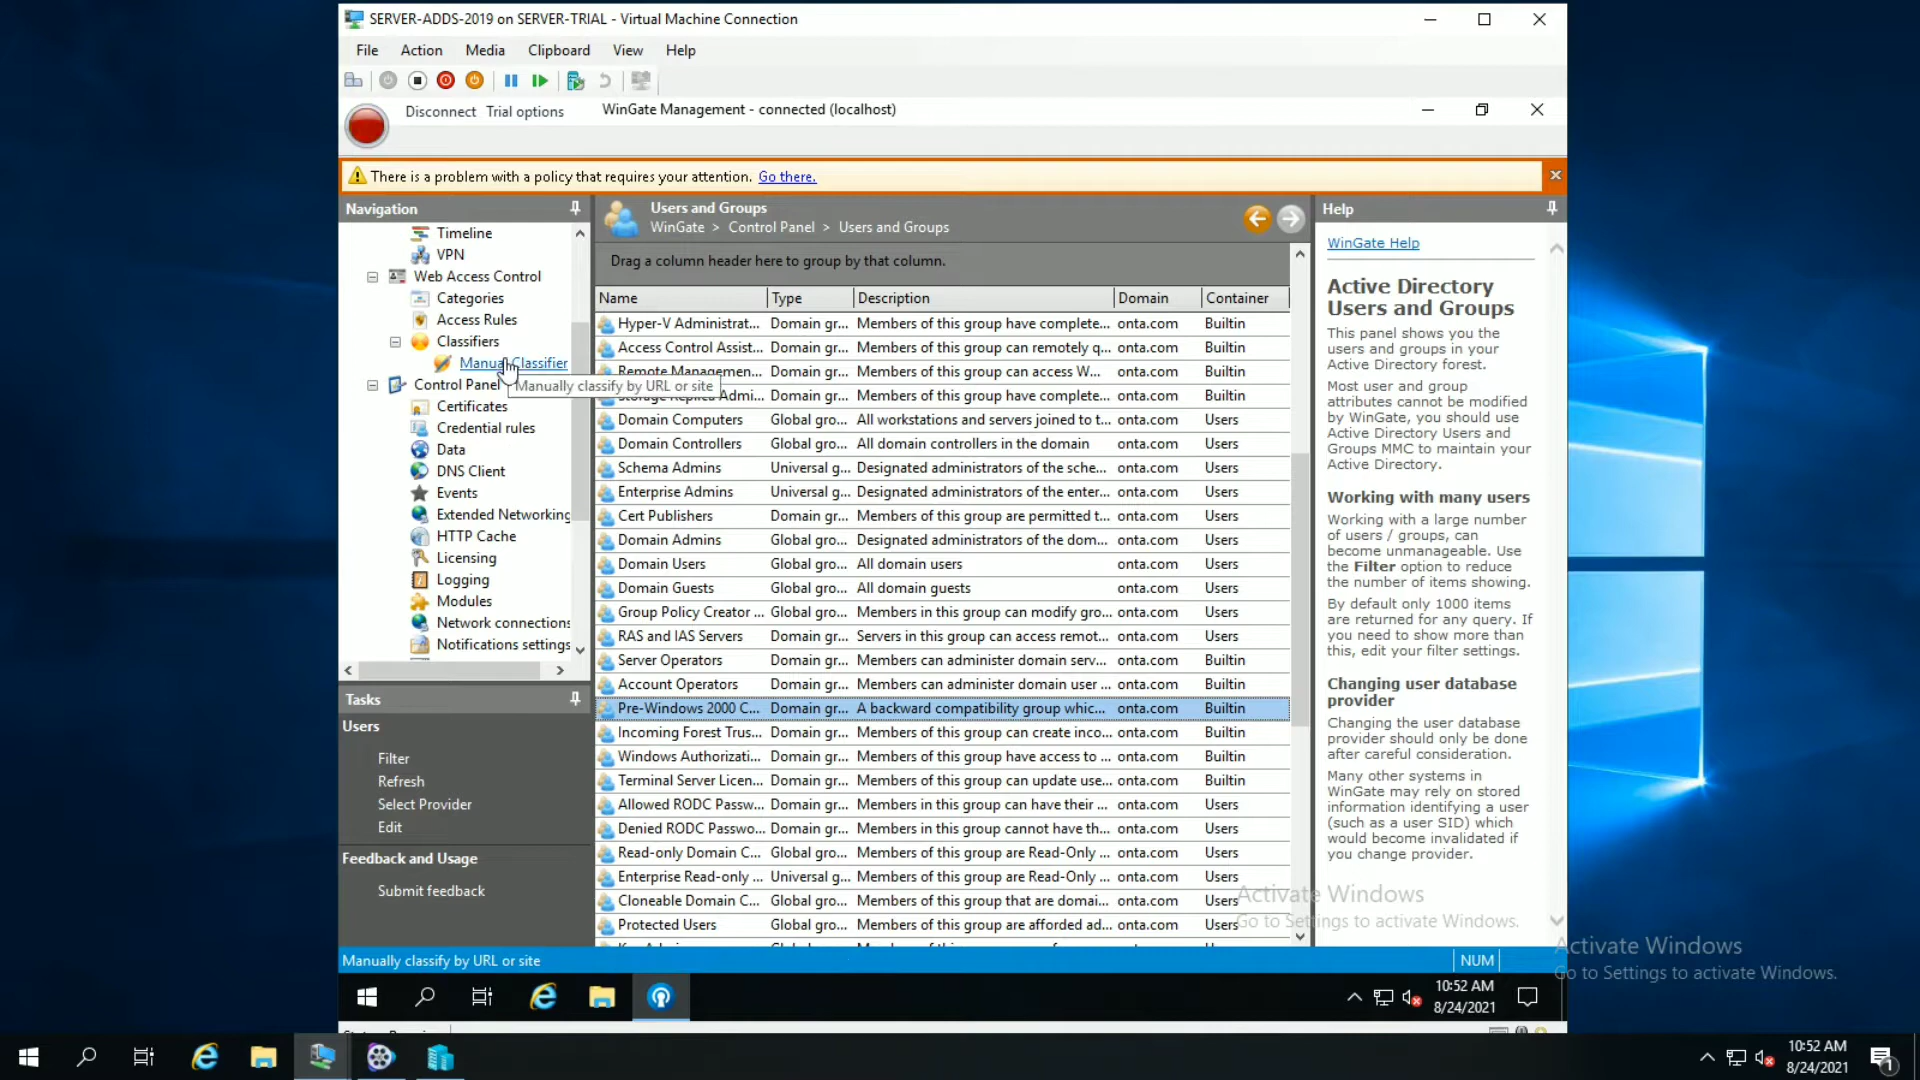 SERVER-ADDS-2019 on SERVER-TRIAL - Virtual Machine Connection
File Action Media Clipboard View Help
Disconnect Trial options WinGate Management - connected (localhost)
There is a problem with a policy that requires your attention. Go there.
Navigation
Timeline
VPN
Web Access Control
Categories
Access Rules
Classifiers
Manual Classifier
Manually classify by URL or site
Control Panel
Certificates
Credential rules
Data
DNS Client
Events
Extended Networking
HTTP Cache
Licensing
Logging
Modules
Network connections
Notifications settings
Tasks
Users
Filter
Refresh
Select Provider
Edit
Feedback and Usage
Submit feedback
Users and Groups
WinGate > Control Panel > Users and Groups
Drag a column header here to group by that column.
Name Type Description Domain Container
Hyper-V Administrat... Domain gr... Members of this group have complete... onta.com Builtin
Access Control Assist... Domain gr... Members of this group can remotely q... onta.com Builtin
Remote Managemen... Domain gr... Members of this group can access W... onta.com Builtin
Storage Replica Admi... Domain gr... Members of this group have complete... onta.com Builtin
Domain Computers Global gro... All workstations and servers joined to t... onta.com Users
Domain Controllers Global gro... All domain controllers in the domain onta.com Users
Schema Admins Universal g... Designated administrators of the sche... onta.com Users
Enterprise Admins Universal g... Designated administrators of the enter... onta.com Users
Cert Publishers Domain gr... Members of this group are permitted t... onta.com Users
Domain Admins Global gro... Designated administrators of the dom... onta.com Users
Domain Users Global gro... All domain users onta.com Users
Domain Guests Global gro... All domain guests onta.com Users
Group Policy Creator ... Global gro... Members in this group can modify gro... onta.com Users
RAS and IAS Servers Domain gr... Servers in this group can access remot... onta.com Users
Server Operators Domain gr... Members can administer domain serv... onta.com Builtin
Account Operators Domain gr... Members can administer domain user ... onta.com Builtin
Pre-Windows 2000 C... Domain gr... A backward compatibility group whic... onta.com Builtin
Incoming Forest Trus... Domain gr... Members of this group can create inco... onta.com Builtin
Windows Authorizati... Domain gr... Members of this group have access to ... onta.com Builtin
Terminal Server Licen... Domain gr... Members of this group can update use... onta.com Builtin
Allowed RODC Passw... Domain gr... Members in this group can have their ... onta.com Users
Denied RODC Passwo... Domain gr... Members in this group cannot have th... onta.com Users
Read-only Domain C... Global gro... Members of this group are Read-Only ... onta.com Users
Enterprise Read-only ... Universal g... Members of this group are Read-Only ... onta.com Users
Cloneable Domain C... Global gro... Members of this group that are domai... onta.com Users
Protected Users Global gro... Members of this group are afforded ad... onta.com Users
Help
WinGate Help
Active Directory
Users and Groups
This panel shows you the
users and groups in your
Active Directory forest.
Most user and group
attributes cannot be modified
by WinGate, you should use
Active Directory Users and
Groups MMC to maintain your
Active Directory.
Working with many users
Working with a large number
of users / groups, can
become unmanageable. Use
the Filter option to reduce
the number of items showing.
By default only 1000 items
are returned for any query. If
you need to show more than
this, edit your filter settings.
Changing user database
provider
Changing the user database
provider should only be done
after careful consideration.
Many other systems in
WinGate may rely on stored
information identifying a user
(such as a user SID) which
would become invalidated if
you change provider.
Activate Windows
Go to Settings to activate Windows.
Manually classify by URL or site NUM
10:52 AM
8/24/2021
Activate Windows
Go to Settings to activate Windows.
10:52 AM
8/24/2021
1